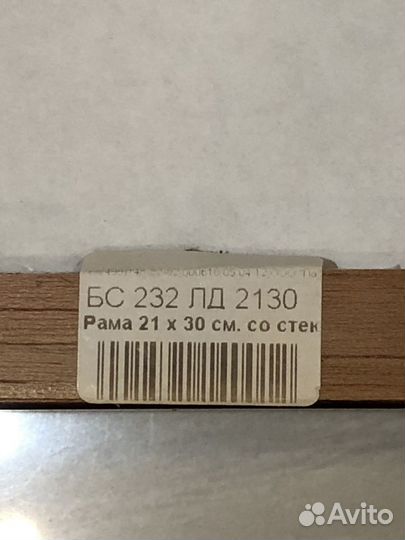 БС 232 ЛД 2130
Рама 21 х 30 см. со стек
Avito